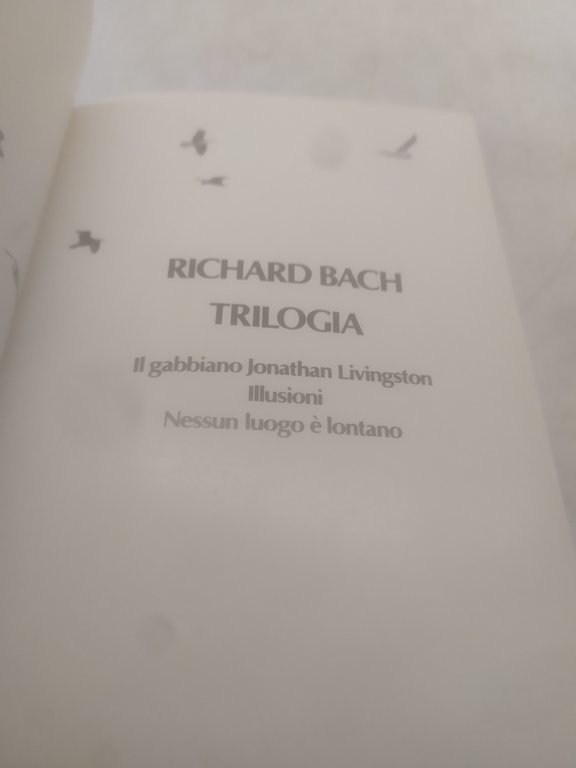 RICHARD BACH
TRILOGIA
Il gabbiano Jonathan Livingston
Illusioni
Nessun luogo è lontano